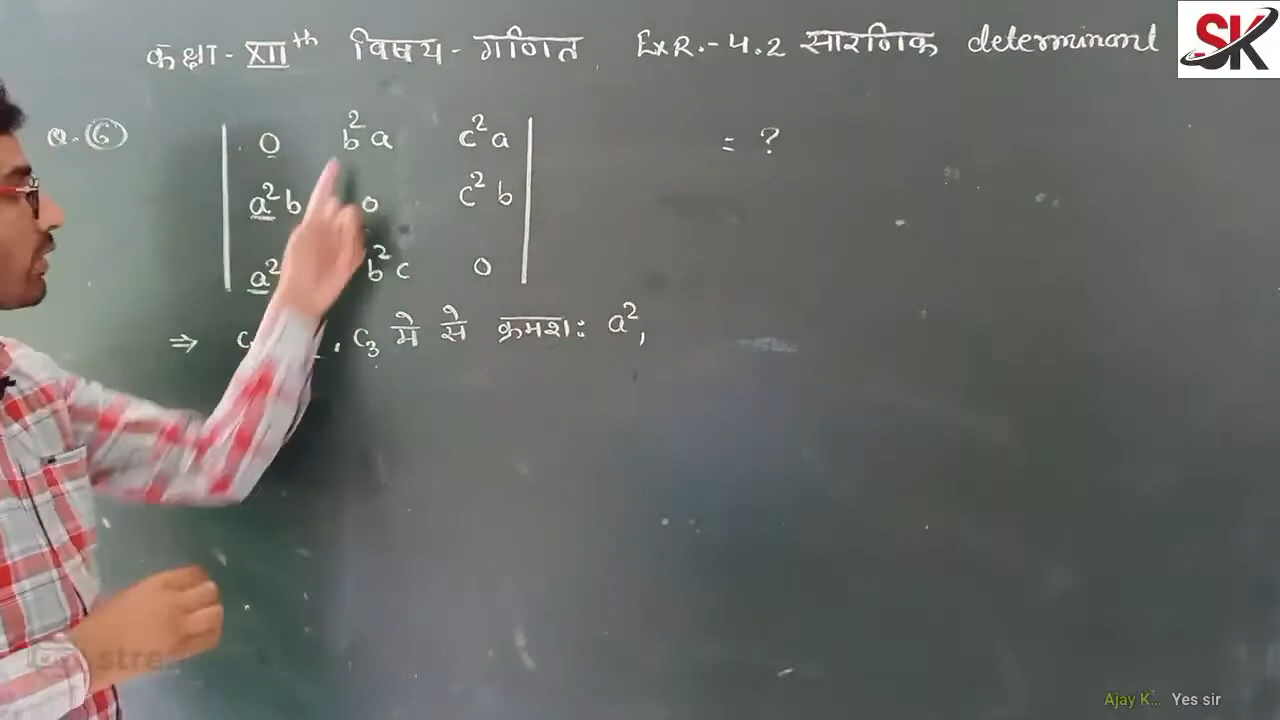 कक्षा - XIIth विषय - गणित ExR. - 4.2 सारणिक determinant
SK
Q. (6) | 0 b²a c²a | = ?
a²b 0 c²b
a² b²c 0
⇒ C₃ मे से क्रमशः a²,
Ajay K... Yes sir